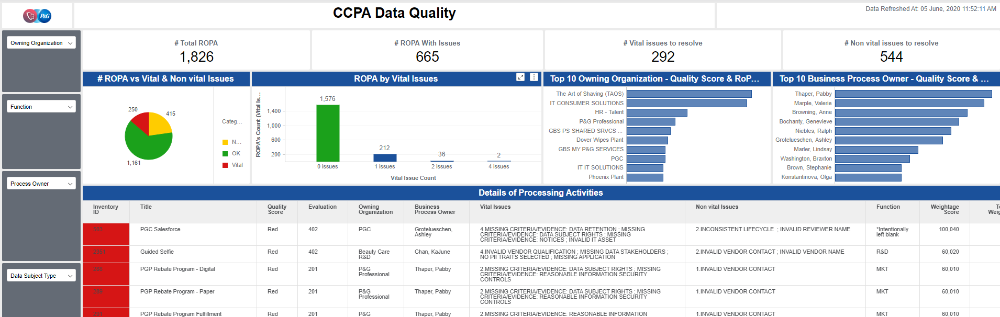 P&G
CCPA Data Quality
Data Refreshed At: 05 June, 2020 11:52:11 AM
Owning Organization
Function
Process Owner
Data Subject Type
# Total ROPA
1,826
# ROPA With Issues
665
# Vital issues to resolve
292
# Non vital issues to resolve
544
# ROPA vs Vital & Non vital Issues
250
415
1,161
Categ...
N...
OK
Vital
ROPA by Vital Issues
ROPA's Count (Vital Is...
1,400
1,000
600
200
1,576
212
36
2
0 issues
1 issues
2 issues
4 issues
Vital Issue Count
Top 10 Owning Organization - Quality Score & RoP...
The Art of Shaving (TAOS)
IT CONSUMER SOLUTIONS
HR - Talent
P&G Professional
GBS PS SHARED SRVCS ...
Dover Wipes Plant
GBS MY P&G SERVICES
PGC
IT IT SOLUTIONS
Phoenix Plant
Top 10 Business Process Owner - Quality Score & ...
Thaper, Pabby
Marple, Valerie
Browning, Anne
Bochanty, Genevieve
Niebles, Ralph
Grotelueschen, Ashley
Marler, Lindsay
Washington, Braxton
Brown, Stephanie
Konstantinova, Olga
Details of Processing Activities
Inventory
ID
Title
Quality
Score
Evaluation
Owning
Organization
Business
Process Owner
Vital Issues
Non vital Issues
Function
Weightage
Score
PGC Salesforce
Red
402
PGC
Grotelueschen,
Ashley
4.MISSING CRITERIA/EVIDENCE: DATA RETENTION ; MISSING
CRITERIA/EVIDENCE: DATA SUBJECT RIGHTS ; MISSING
CRITERIA/EVIDENCE: NOTICES ; INVALID IT ASSET
2.INCONSISTENT LIFECYCLE ; INVALID REVIEWER NAME
*Intentionally
left blank
100,040
Guided Selfie
Red
402
Beauty Care
R&D
Chan, KaJune
4.INVALID VENDOR QUALIFICATION ; MISSING DATA STAKEHOLDERS ;
NO PII TRAITS SELECTED ; MISSING APPLICATION
2.INVALID VENDOR CONTACT ; INVALID VENDOR NAME
R&D
60,020
PGP Rebate Program - Digital
Red
201
P&G
Professional
Thaper, Pabby
2.MISSING CRITERIA/EVIDENCE: DATA SUBJECT RIGHTS ; MISSING
CRITERIA/EVIDENCE: REASONABLE INFORMATION SECURITY
CONTROLS
1.INVALID VENDOR CONTACT
MKT
60,010
PGP Rebate Program - Paper
Red
201
P&G
Professional
Thaper, Pabby
2.MISSING CRITERIA/EVIDENCE: DATA SUBJECT RIGHTS ; MISSING
CRITERIA/EVIDENCE: REASONABLE INFORMATION SECURITY
CONTROLS
1.INVALID VENDOR CONTACT
MKT
60,010
PGP Rebate Program Fulfillment
Red
201
P&G
Thaper, Pabby
2.MISSING CRITERIA/EVIDENCE: REASONABLE INFORMATION
1.INVALID VENDOR CONTACT
MKT
60,010